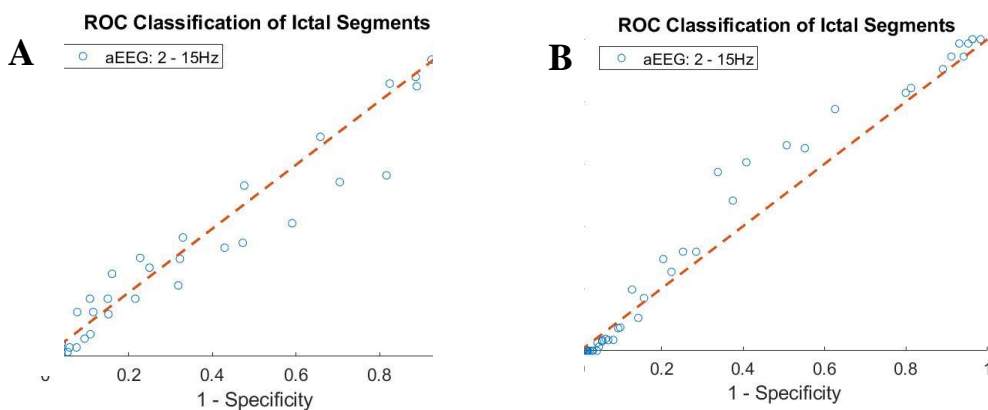 A
ROC Classification of Ictal Segments
aEEG: 2 - 15Hz
0.2 0.4 0.6 0.8
1 - Specificity
B
ROC Classification of Ictal Segments
aEEG: 2 - 15Hz
0.2 0.4 0.6 0.8 1
1 - Specificity